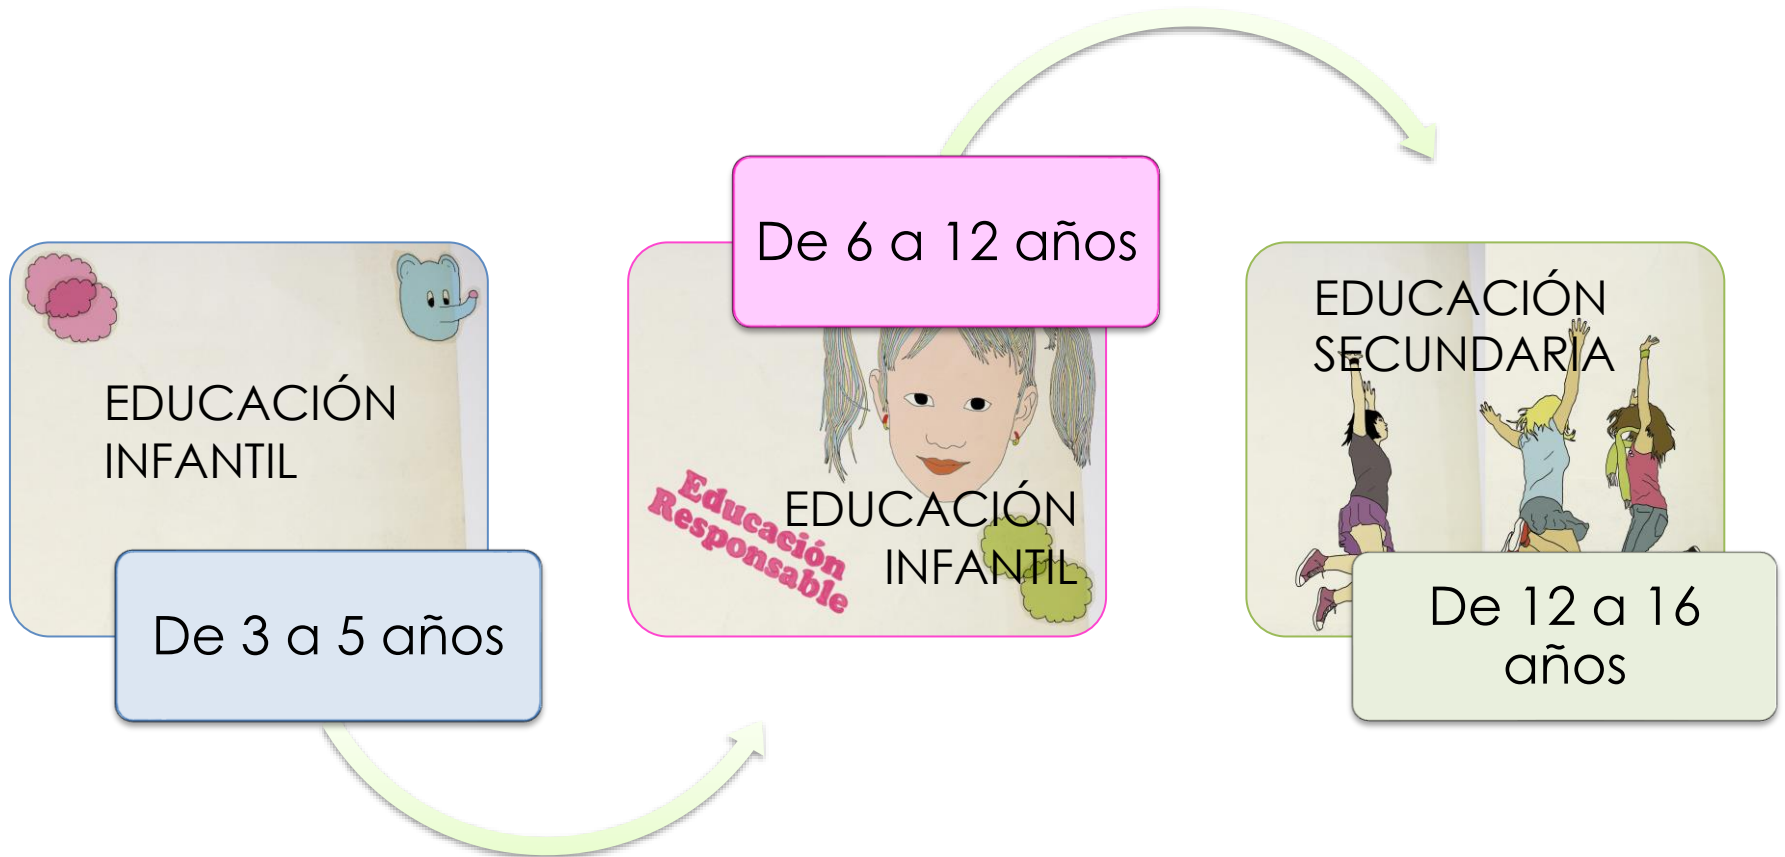 EDUCACIÓN
INFANTIL
De 3 a 5 años
De 6 a 12 años
Educación
Responsable
EDUCACIÓN
INFANTIL
EDUCACIÓN
SECUNDARIA
De 12 a 16
años